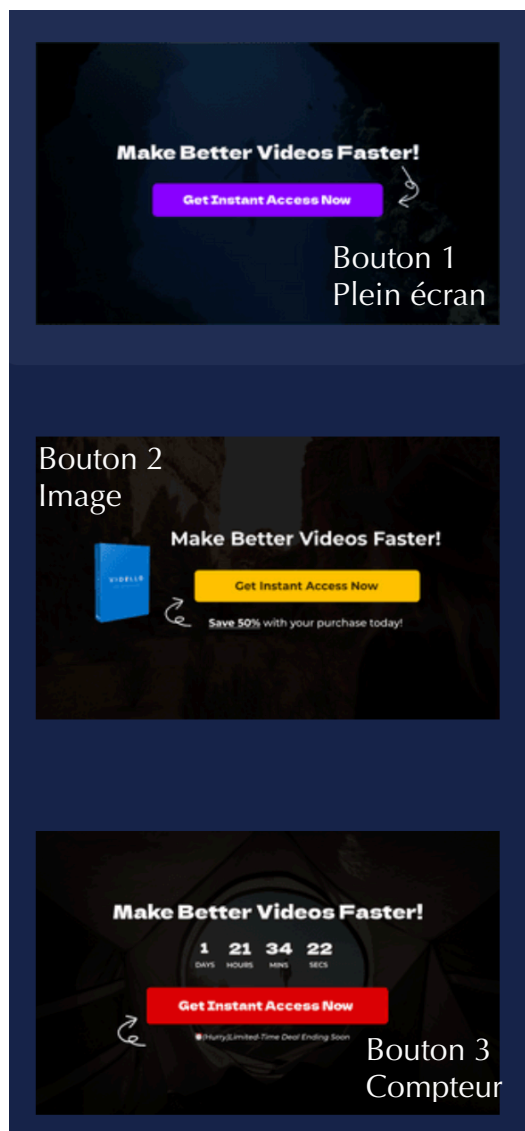 Make Better Videos Faster!
Get Instant Access Now
Bouton 1
Plein écran
Bouton 2
Image
Make Better Videos Faster!
VIDELLO
Get Instant Access Now
Save 50% with your purchase today!
Make Better Videos Faster!
1 21 34 22
DAYS HOURS MINS SECS
Get Instant Access Now
(Hurry)Limited-Time Deal Ending Soon
Bouton 3
Compteur